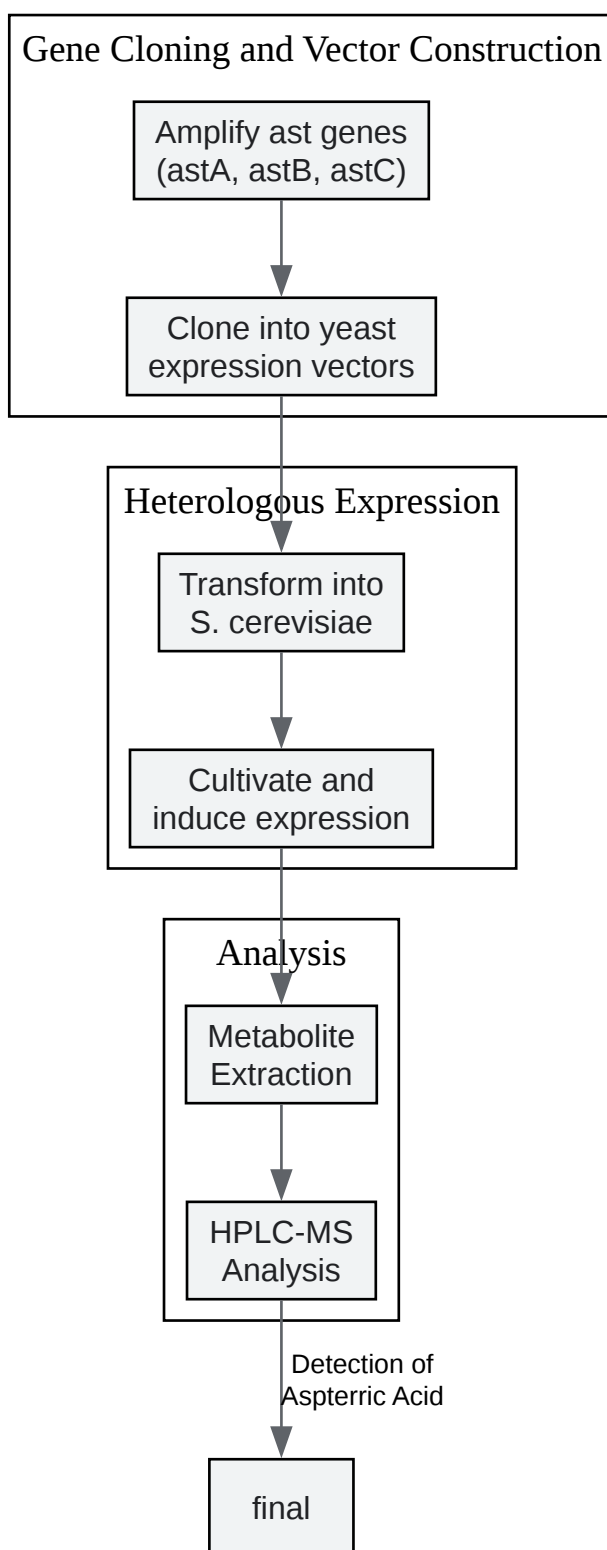 Gene Cloning and Vector Construction
Amplify ast genes
(astA, astB, astC)
Clone into yeast
expression vectors
Heterologous Expression
Transform into
S. cerevisiae
Cultivate and
induce expression
Analysis
Metabolite
Extraction
HPLC-MS
Analysis
Detection of
Aspterric Acid
final